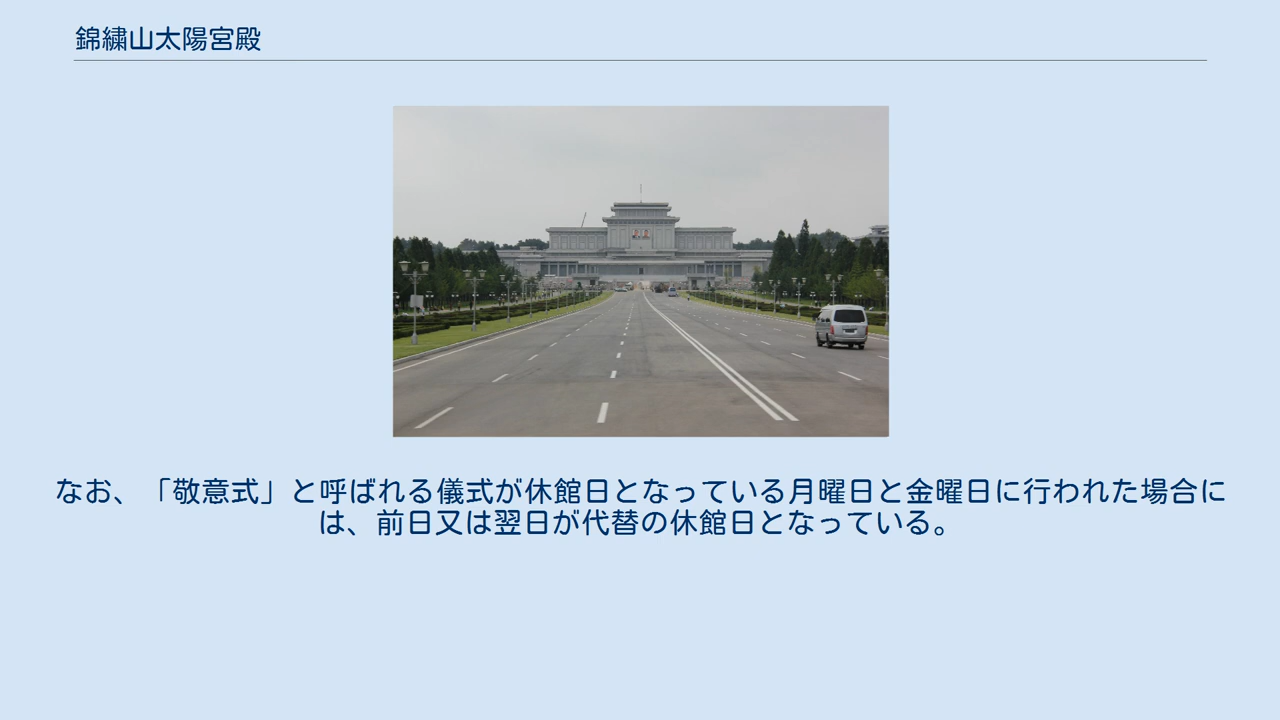 錦繍山太陽宮殿
なお、「敬意式」と呼ばれる儀式が休館日となっている月曜日と金曜日に行われた場合に
は、前日又は翌日が代替の休館日となっている。